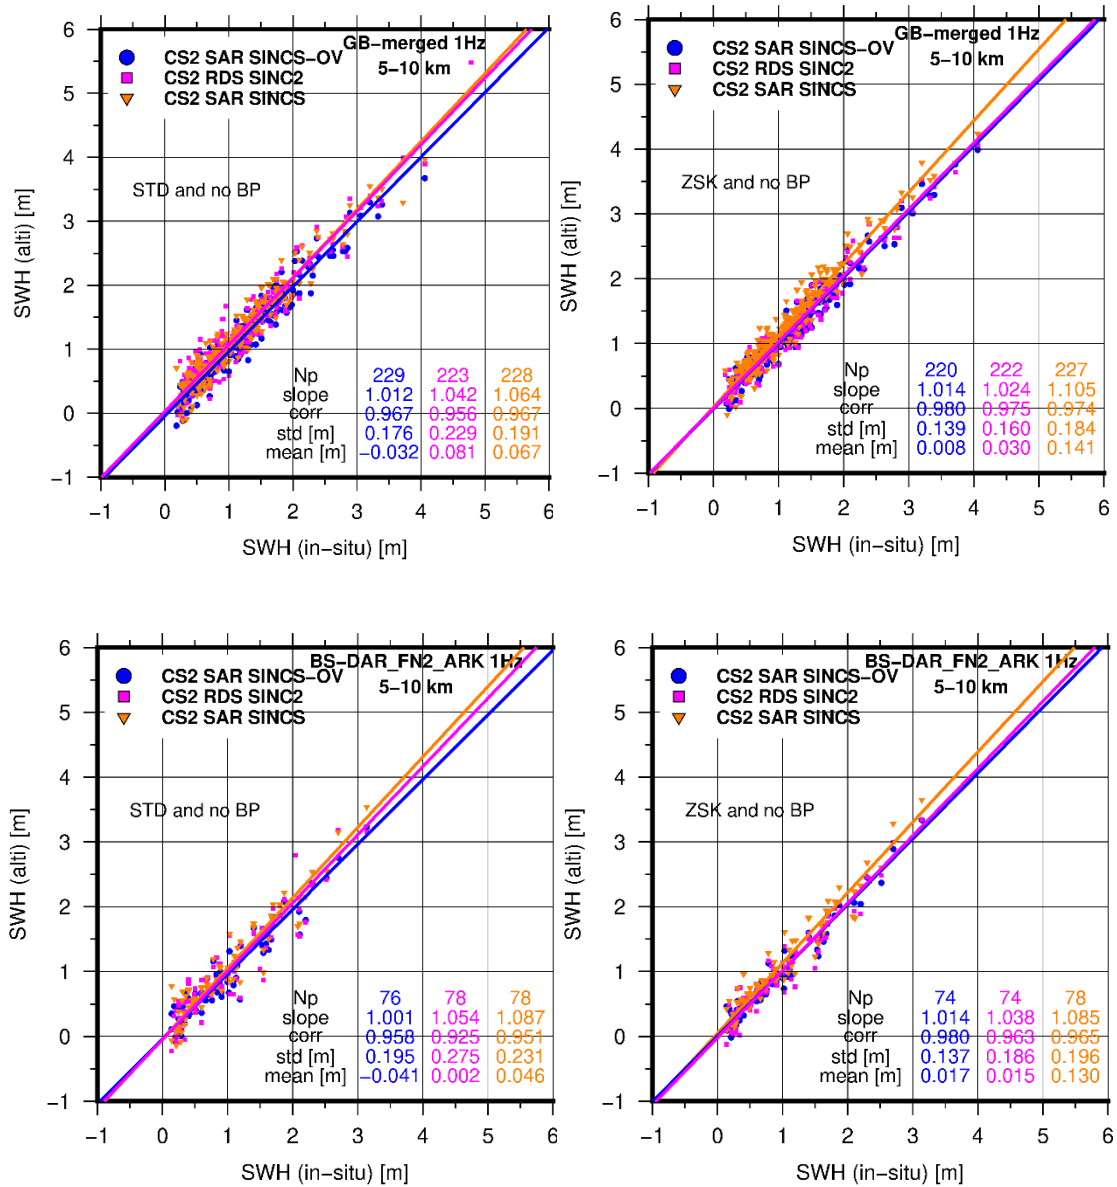 GB−merged 1Hz
5−10 km
CS2 SAR SINCS−OV
CS2 RDS SINC2
CS2 SAR SINCS
STD and no BP
Np 229 223 228
slope 1.012 1.042 1.064
corr 0.967 0.956 0.967
std [m] 0.176 0.229 0.191
mean [m] −0.032 0.081 0.067
6
5
4
3
2
1
0
−1
SWH (alti) [m]
−1 0 1 2 3 4 5 6
SWH (in−situ) [m]
GB−merged 1Hz
5−10 km
CS2 SAR SINCS−OV
CS2 RDS SINC2
CS2 SAR SINCS
ZSK and no BP
Np 220 222 227
slope 1.014 1.024 1.105
corr 0.980 0.975 0.974
std [m] 0.139 0.160 0.184
mean [m] 0.008 0.030 0.141
6
5
4
3
2
1
0
−1
SWH (alti) [m]
−1 0 1 2 3 4 5 6
SWH (in−situ) [m]
BS−DAR_FN2_ARK 1Hz
5−10 km
CS2 SAR SINCS−OV
CS2 RDS SINC2
CS2 SAR SINCS
STD and no BP
Np 76 78 78
slope 1.001 1.054 1.087
corr 0.958 0.925 0.951
std [m] 0.195 0.275 0.231
mean [m] −0.041 0.002 0.046
6
5
4
3
2
1
0
−1
SWH (alti) [m]
−1 0 1 2 3 4 5 6
SWH (in−situ) [m]
BS−DAR_FN2_ARK 1Hz
5−10 km
CS2 SAR SINCS−OV
CS2 RDS SINC2
CS2 SAR SINCS
ZSK and no BP
Np 74 74 78
slope 1.014 1.038 1.085
corr 0.980 0.963 0.965
std [m] 0.137 0.186 0.196
mean [m] 0.017 0.015 0.130
6
5
4
3
2
1
0
−1
SWH (alti) [m]
−1 0 1 2 3 4 5 6
SWH (in−situ) [m]